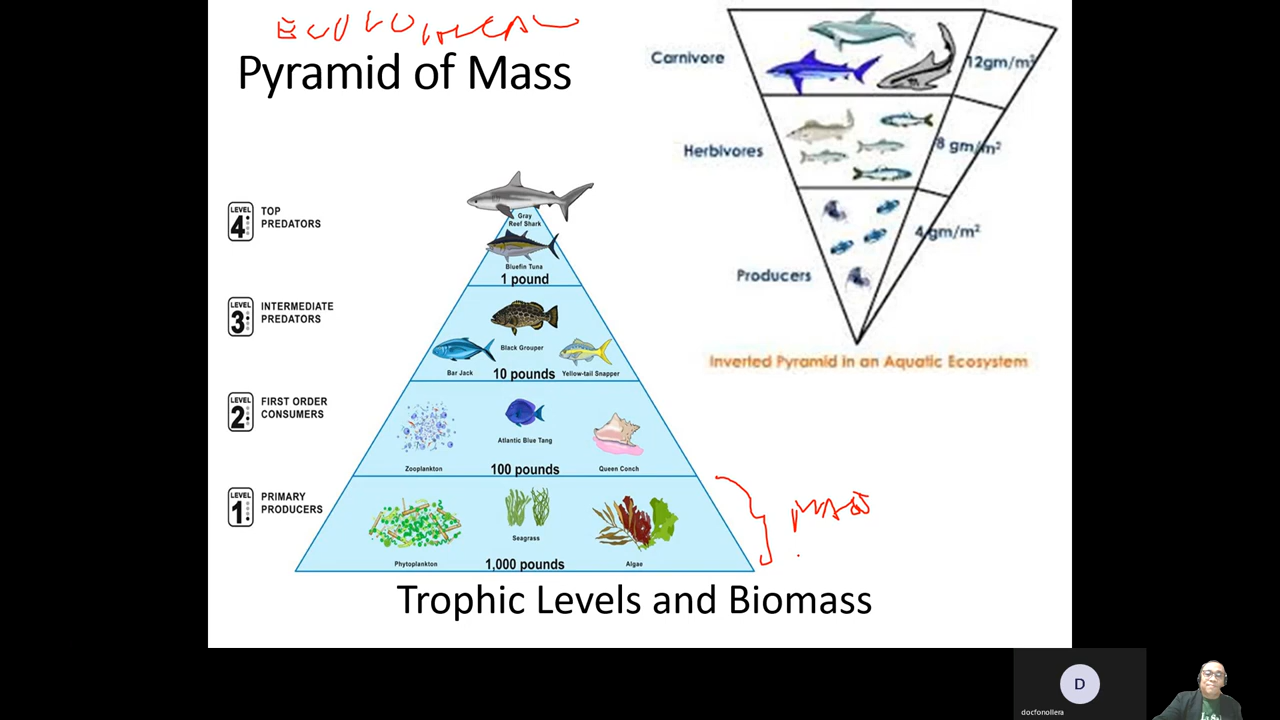 ECOLOGICAL
Pyramid of Mass
LEVEL
4
TOP
PREDATORS
Gray
Reef Shark
Bluefin Tuna
1 pound
LEVEL
3
INTERMEDIATE
PREDATORS
Black Grouper
Bar Jack
10 pounds
Yellow-tail Snapper
LEVEL
2
FIRST ORDER
CONSUMERS
Atlantic Blue Tang
Zooplankton
100 pounds
Queen Conch
LEVEL
1
PRIMARY
PRODUCERS
Seagrass
Phytoplankton
1,000 pounds
Algae
MASS
Trophic Levels and Biomass
Carnivore
12gm/m²
Herbivores
8 gm/m²
4 gm/m²
Producers
Inverted Pyramid in an Aquatic Ecosystem
D
docfonollera